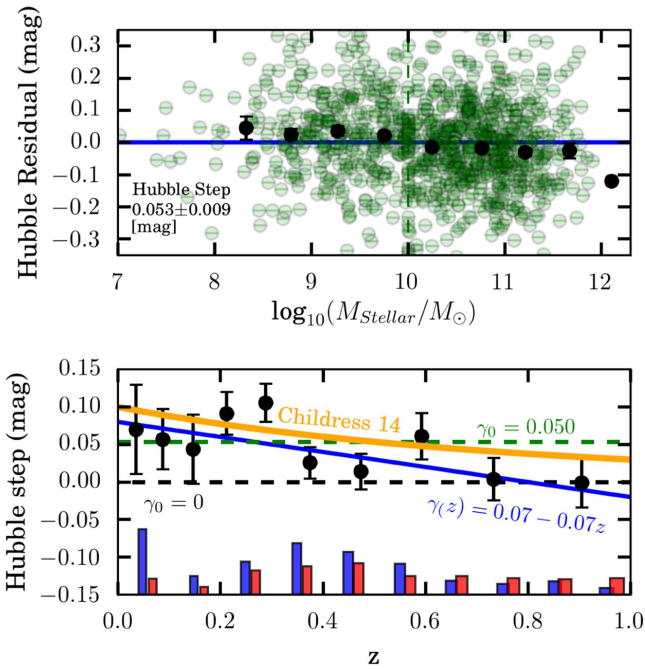 Hubble Residual (mag)
0.3
0.2
0.1
0.0
−0.1
−0.2
−0.3
Hubble Step
0.053±0.009
[mag]
7 8 9 10 11 12
log₁₀(M_Stellar/M_⊙)
Hubble step (mag)
0.15
0.10
0.05
0.00
−0.05
−0.10
−0.15
Childress 14
γ₀ = 0.050
γ₀ = 0
γ₍z) = 0.07 − 0.07z
0.0 0.2 0.4 0.6 0.8 1.0
z